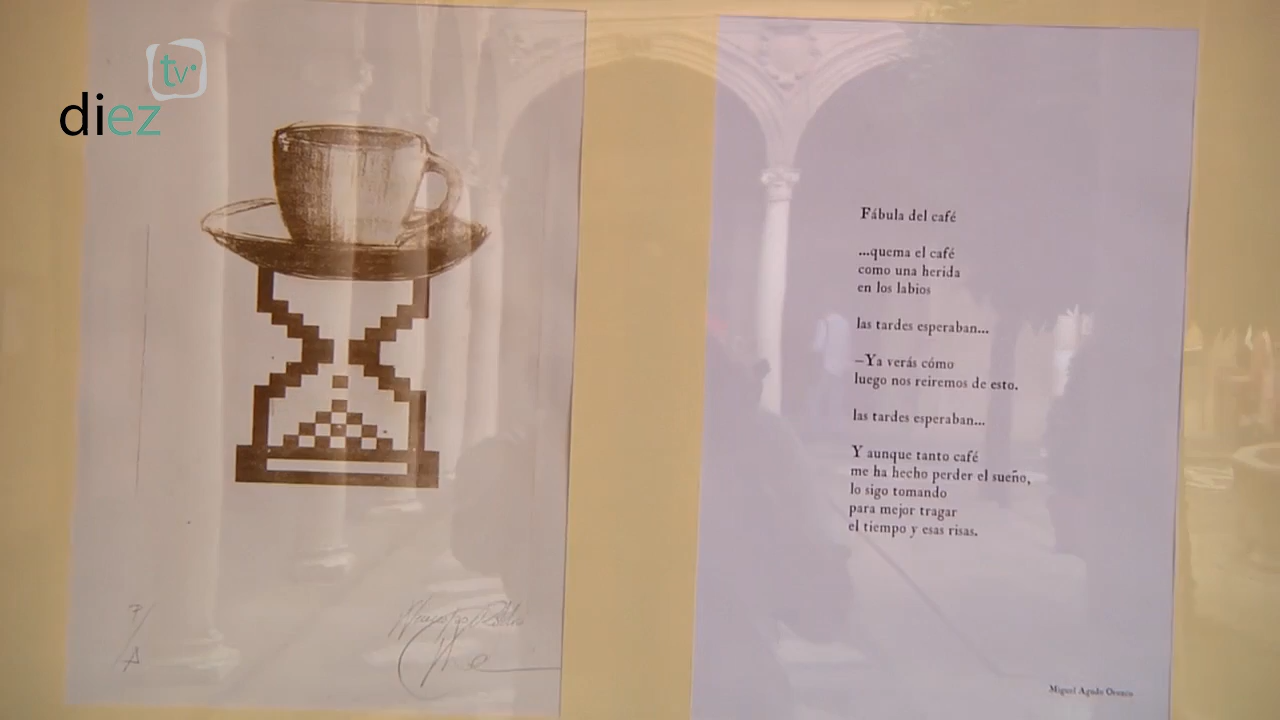 tv
diez
P/A
Fábula del café
...quema el café
como una herida
en los labios
las tardes esperaban...
—Ya verás cómo
luego nos reiremos de esto.
las tardes esperaban...
Y aunque tanto café
me ha hecho perder el sueño,
lo sigo tomando
para mejor tragar
el tiempo y esas risas.
Miguel Agudo Orozco